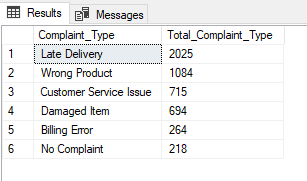 Results Messages
Complaint_Type Total_Complaint_Type
1 Late Delivery 2025
2 Wrong Product 1084
3 Customer Service Issue 715
4 Damaged Item 694
5 Billing Error 264
6 No Complaint 218